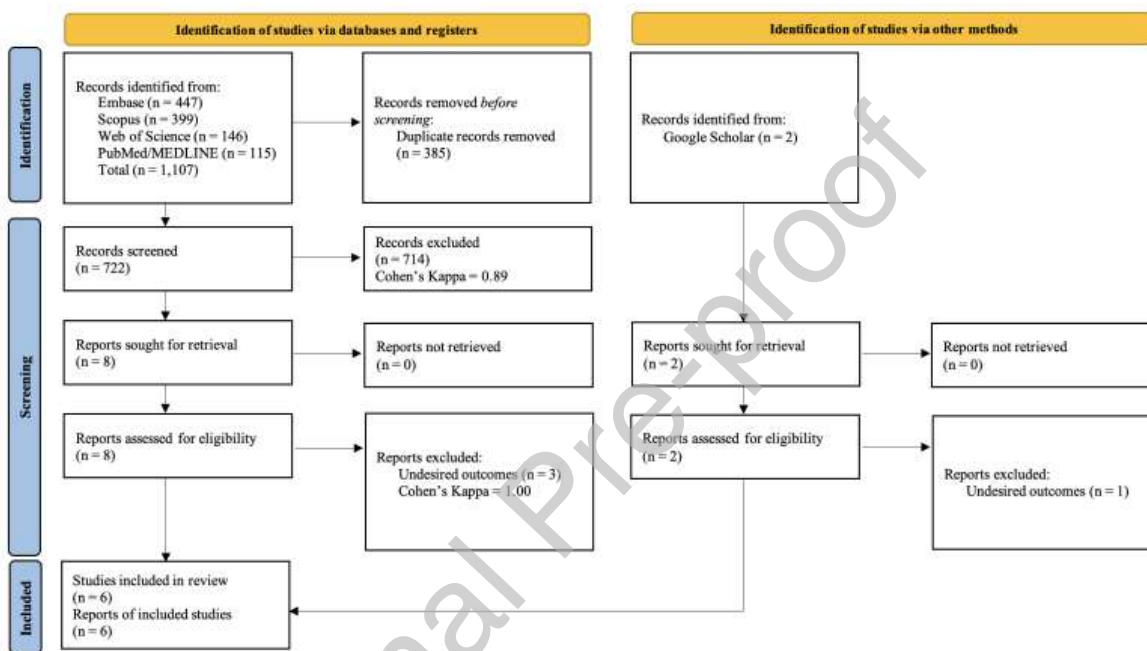 Identification of studies via databases and registers
Identification of studies via other methods
Identification
Records identified from:
Embase (n = 447)
Scopus (n = 399)
Web of Science (n = 146)
PubMed/MEDLINE (n = 115)
Total (n = 1,107)
Records removed before
screening:
Duplicate records removed
(n = 385)
Records identified from:
Google Scholar (n = 2)
Screening
Records screened
(n = 722)
Records excluded
(n = 714)
Cohen's Kappa = 0.89
Reports sought for retrieval
(n = 8)
Reports not retrieved
(n = 0)
Reports sought for retrieval
(n = 2)
Reports not retrieved
(n = 0)
Reports assessed for eligibility
(n = 8)
Reports excluded:
Undesired outcomes (n = 3)
Cohen's Kappa = 1.00
Reports assessed for eligibility
(n = 2)
Reports excluded:
Undesired outcomes (n = 1)
Included
Studies included in review
(n = 6)
Reports of included studies
(n = 6)
nal Pre-proof